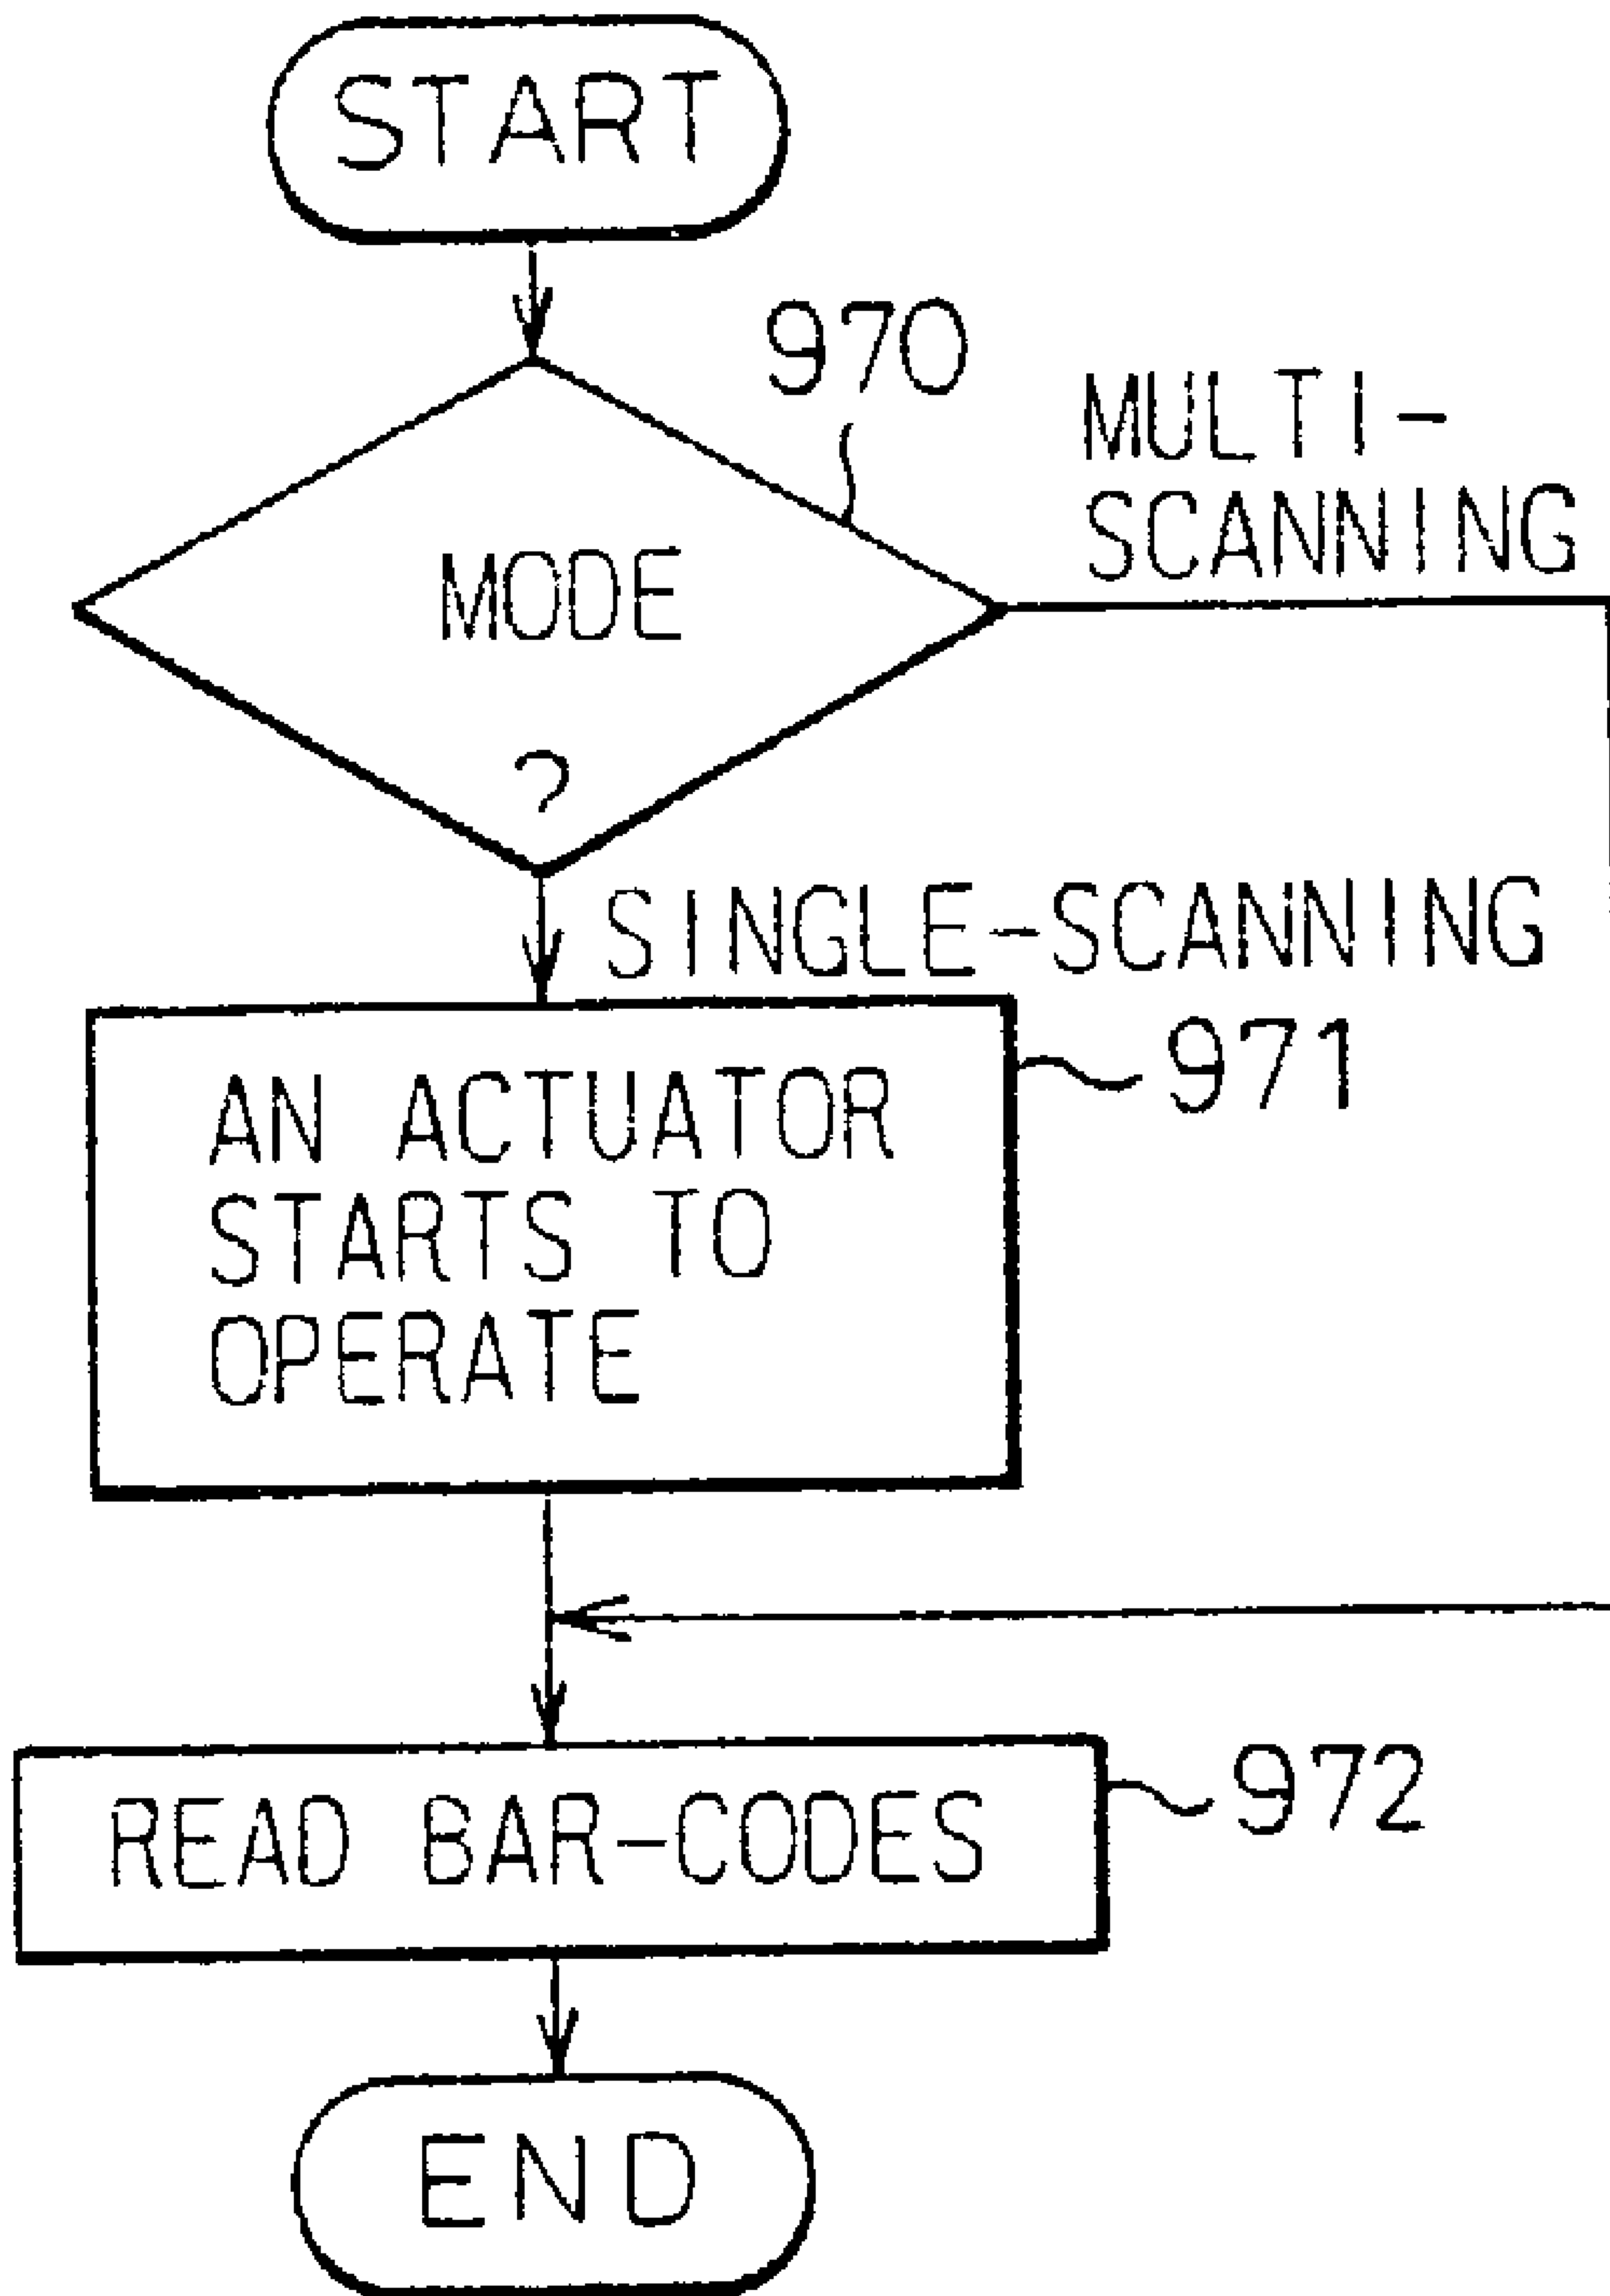 START
970
MULTI-
SCANNING
MODE
?
SINGLE-SCANNING
971
AN ACTUATOR
STARTS TO
OPERATE
READ BAR-CODES
972
END